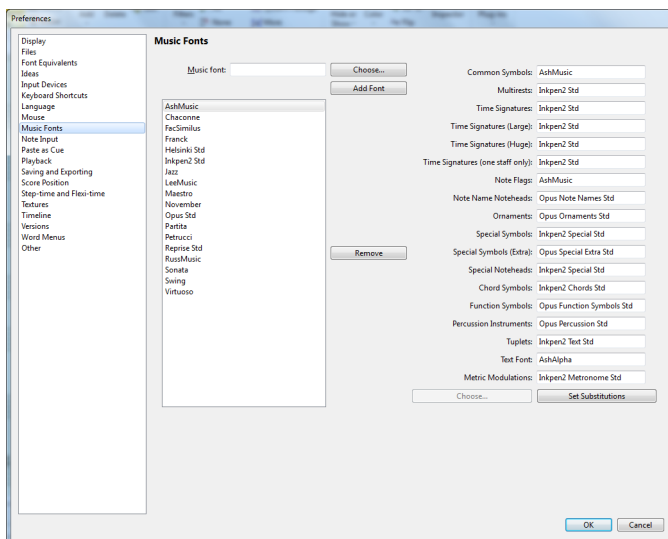 Preferences
Display
Files
Font Equivalents
Ideas
Input Devices
Keyboard Shortcuts
Language
Mouse
Music Fonts
Note Input
Paste as Cue
Playback
Saving and Exporting
Score Position
Step-time and Flexi-time
Textures
Timeline
Versions
Word Menus
Other
Music Fonts
Music font:
Choose...
Add Font
AshMusic
Chaconne
FacSimilus
Franck
Helsinki Std
Inkpen2 Std
Jazz
LeeMusic
Maestro
November
Opus Std
Partita
Petrucci
Reprise Std
RussMusic
Sonata
Swing
Virtuoso
Remove
Common Symbols: AshMusic
Multirests: Inkpen2 Std
Time Signatures: Inkpen2 Std
Time Signatures (Large): Inkpen2 Std
Time Signatures (Huge): Inkpen2 Std
Time Signatures (one staff only): Inkpen2 Std
Note Flags: AshMusic
Note Name Noteheads: Opus Note Names Std
Ornaments: Opus Ornaments Std
Special Symbols: Inkpen2 Special Std
Special Symbols (Extra): Opus Special Extra Std
Special Noteheads: Inkpen2 Special Std
Chord Symbols: Inkpen2 Chords Std
Function Symbols: Opus Function Symbols Std
Percussion Instruments: Opus Percussion Std
Tuplets: Inkpen2 Text Std
Text Font: AshAlpha
Metric Modulations: Inkpen2 Metronome Std
Choose... Set Substitutions
OK Cancel